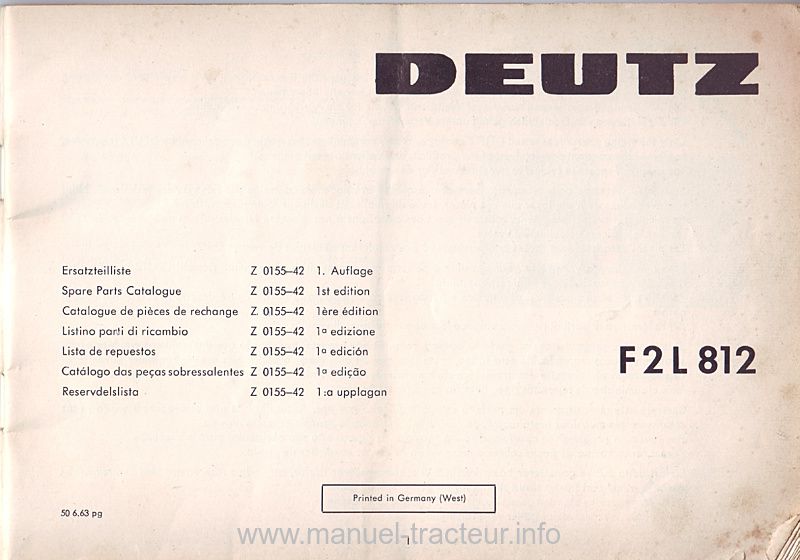 DEUTZ
Ersatzteilliste Z 0155–42 1. Auflage
Spare Parts Catalogue Z 0155–42 1st edition
Catalogue de pièces de rechange Z 0155–42 1ère édition
Listino parti di ricambio Z 0155–42 1ª edizione
Lista de repuestos Z 0155–42 1ª edición
Catálogo das peças sobressalentes Z 0155–42 1ª edição
Reservdelslista Z 0155–42 1:a upplagan
F2L 812
Printed in Germany (West)
50 6.63 pg
www.manuel-tracteur.info
1